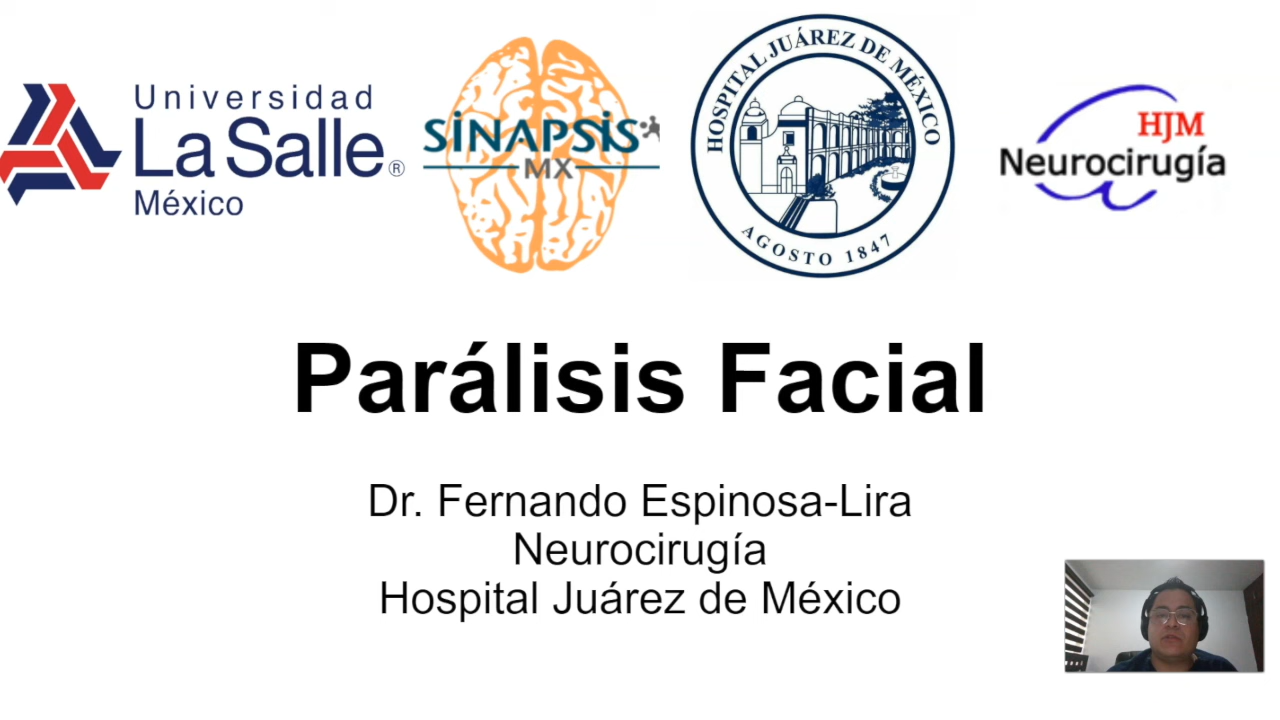 Universidad
La Salle®
México
SINAPSIS
MX
HOSPITAL JUÁREZ DE MÉXICO
AGOSTO 1847
HJM
Neurocirugía
Parálisis Facial
Dr. Fernando Espinosa-Lira
Neurocirugía
Hospital Juárez de México